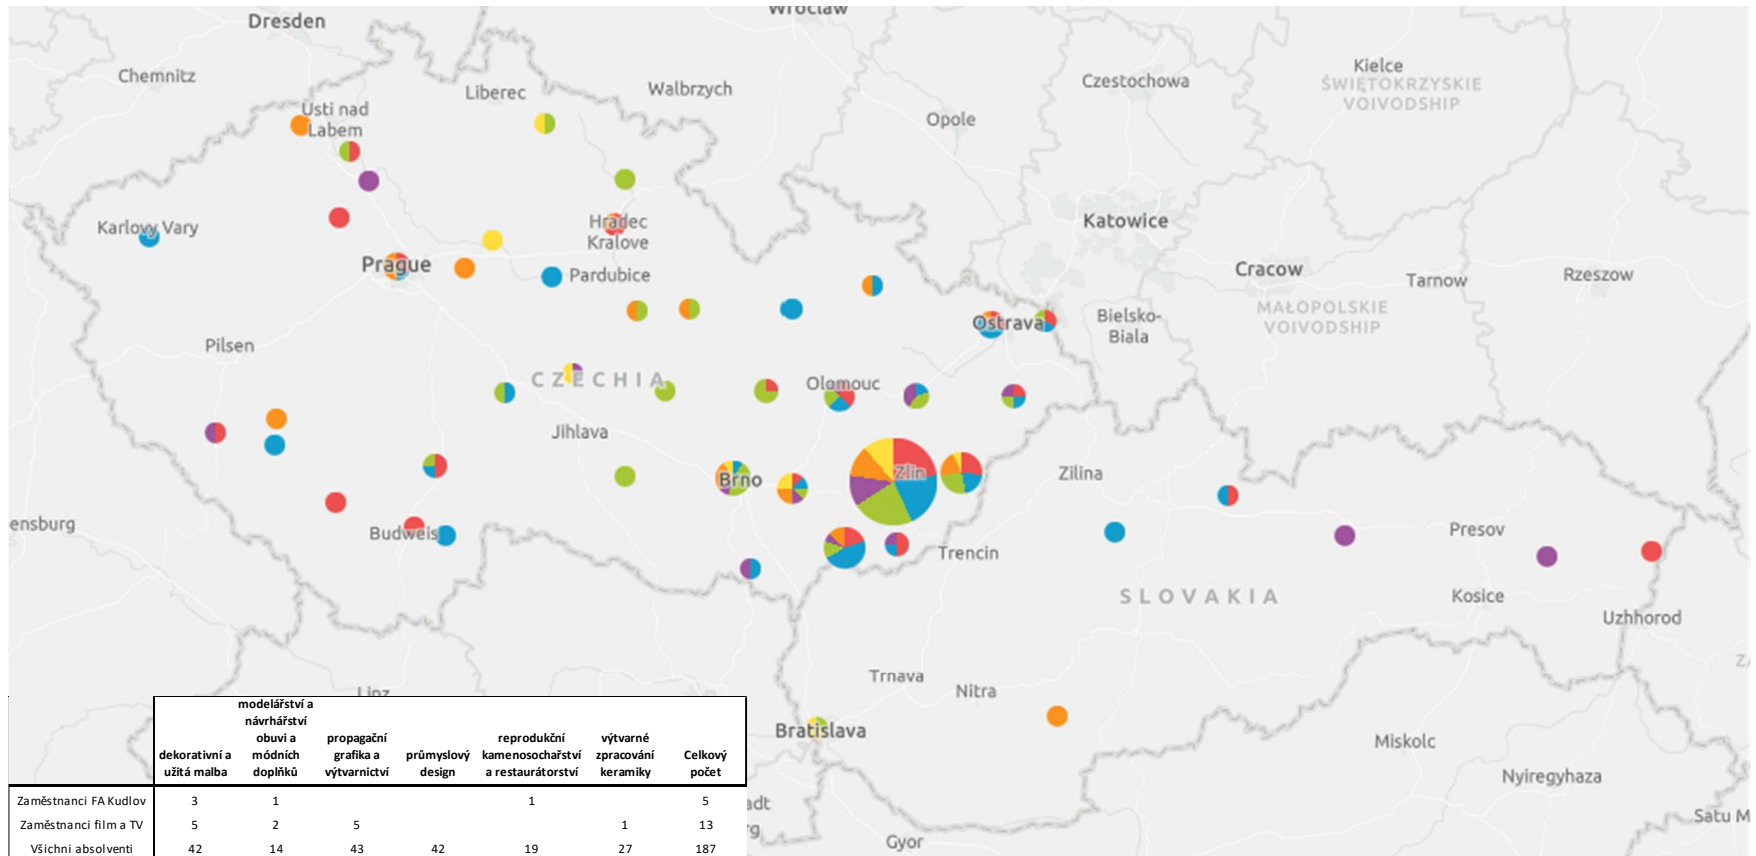 Wroclaw
Dresden
Chemnitz
Liberec
Walbrzych
Czestochowa
Kielce
ŚWIĘTOKRZYSKIE
VOIVODSHIP
Usti nad
Labem
Opole
Karlovy Vary
Hradec
Kralove
Katowice
Prague
Pardubice
Cracow
Tarnow
Rzeszow
MAŁOPOLSKIE
VOIVODSHIP
Ostrava
Bielsko-
Biala
Pilsen
CZECHIA
Olomouc
Jihlava
Brno
Zlin
Zilina
ensburg
Budweis
Trencin
Presov
SLOVAKIA
Kosice
Uzhhorod
Trnava
Nitra
Linz
Bratislava
Miskolc
Nyiregyhaza
Satu M
Gyor
adt
rg
ZA
dekorativní a
užitá malba
modelářství a
návrhářství
obuvi a
módních
doplňků
propagační
grafika a
výtvarnictví
průmyslový
design
reprodukční
kamenosochařství
a restaurátorství
výtvarné
zpracování
keramiky
Celkový
počet
Zaměstnanci FA Kudlov 3 1 1 5
Zaměstnanci film a TV 5 2 5 1 13
Všichni absolventi 42 14 43 42 19 27 187